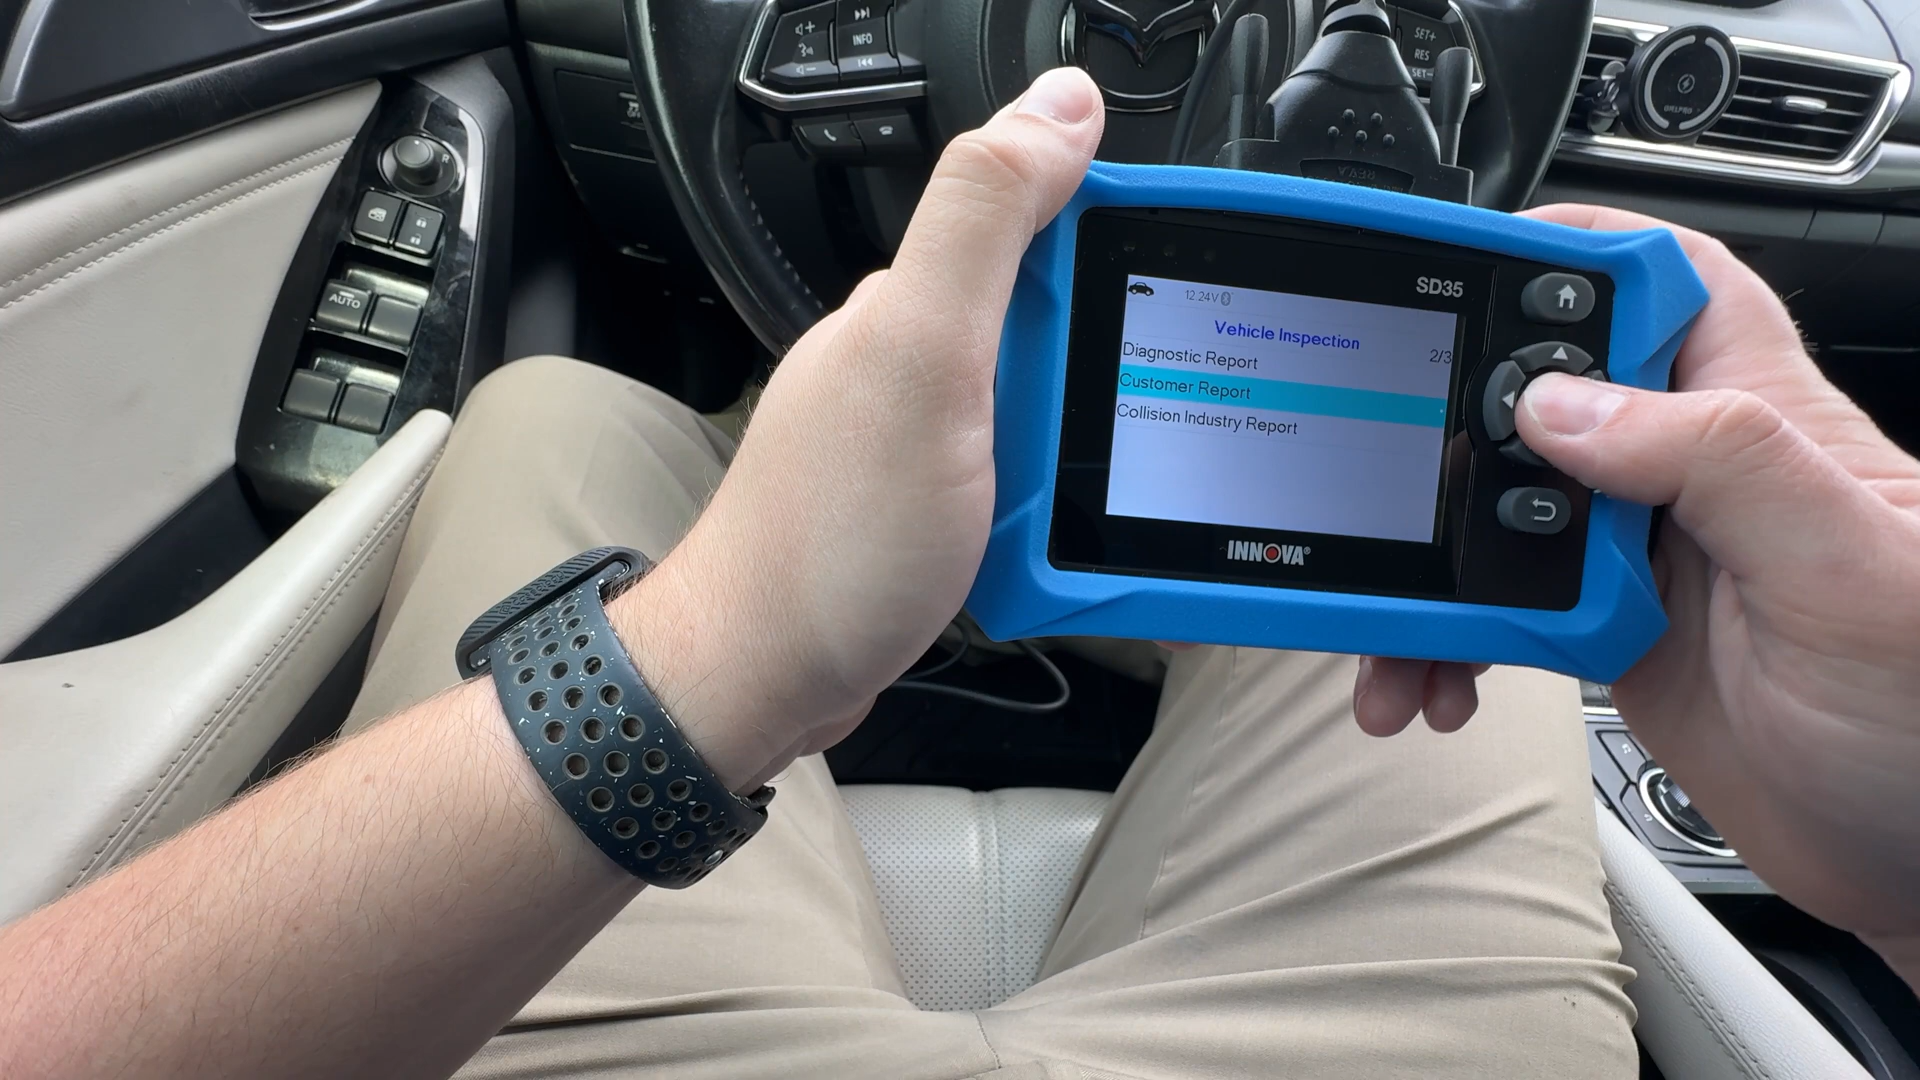 INFO
SET+
RES
SET-
OFF
R
AUTO
SD35
12.24V
Vehicle Inspection
2/3
Diagnostic Report
Customer Report
Collision Industry Report
INNOVA®